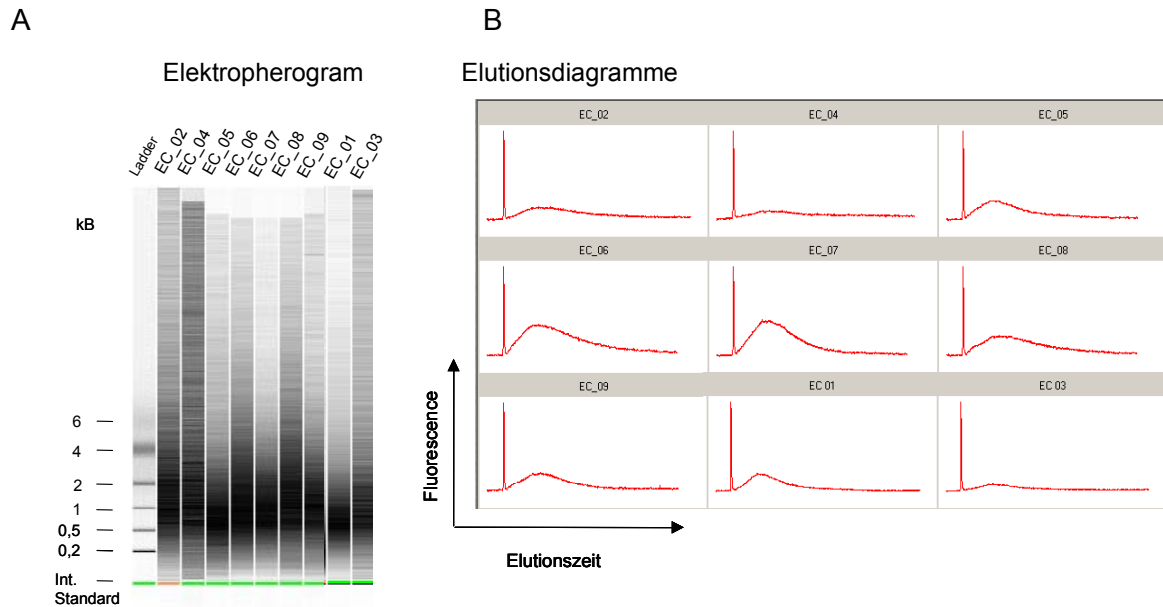 A
B
Elektropherogram
Elutionsdiagramme
Ladder
EC_02
EC_04
EC_05
EC_06
EC_07
EC_08
EC_09
EC_01
EC_03
kB
6
4
2
1
0,5
0,2
Int.
Standard
EC_02
EC_04
EC_05
EC_06
EC_07
EC_08
EC_09
EC 01
EC 03
Fluorescence
Elutionszeit